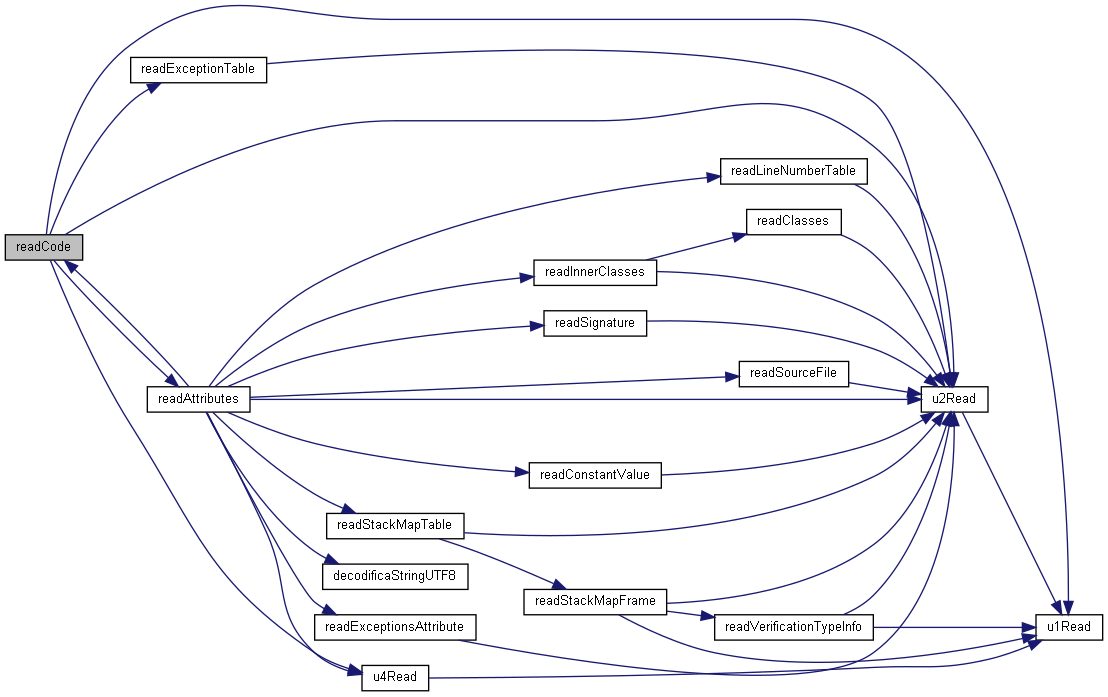 readExceptionTable
readLineNumberTable
readClasses
readCode
readInnerClasses
readSignature
readSourceFile
readAttributes
u2Read
readConstantValue
readStackMapTable
decodificaStringUTF8
readStackMapFrame
readExceptionsAttribute
readVerificationTypeInfo
u1Read
u4Read